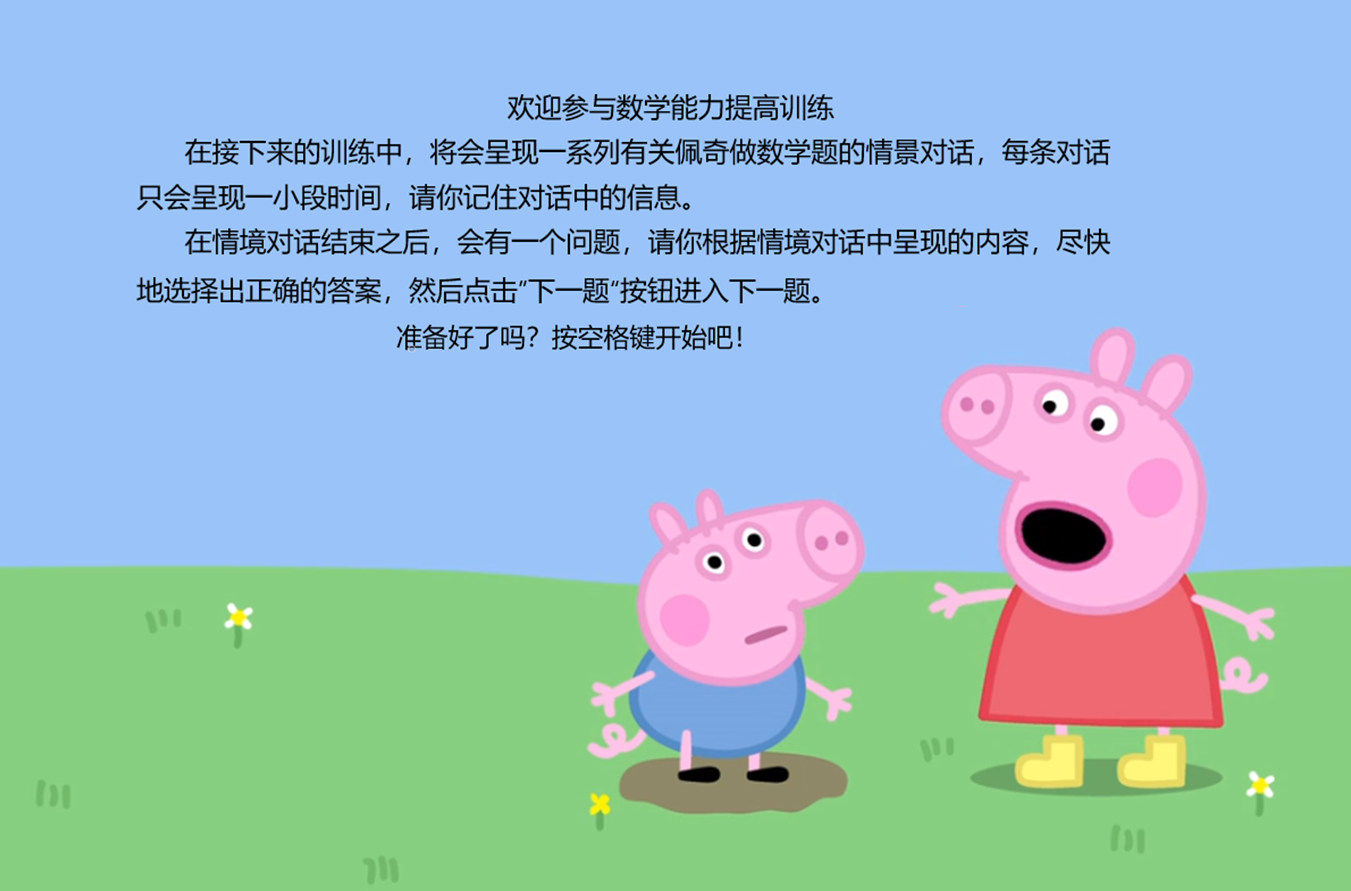 欢迎参与数学能力提高训练
在接下来的训练中，将会呈现一系列有关佩奇做数学题的情景对话，每条对话
只会呈现一小段时间，请你记住对话中的信息。
在情境对话结束之后，会有一个问题，请你根据情境对话中呈现的内容，尽快
地选择出正确的答案，然后点击”下一题“按钮进入下一题。
准备好了吗？按空格键开始吧！